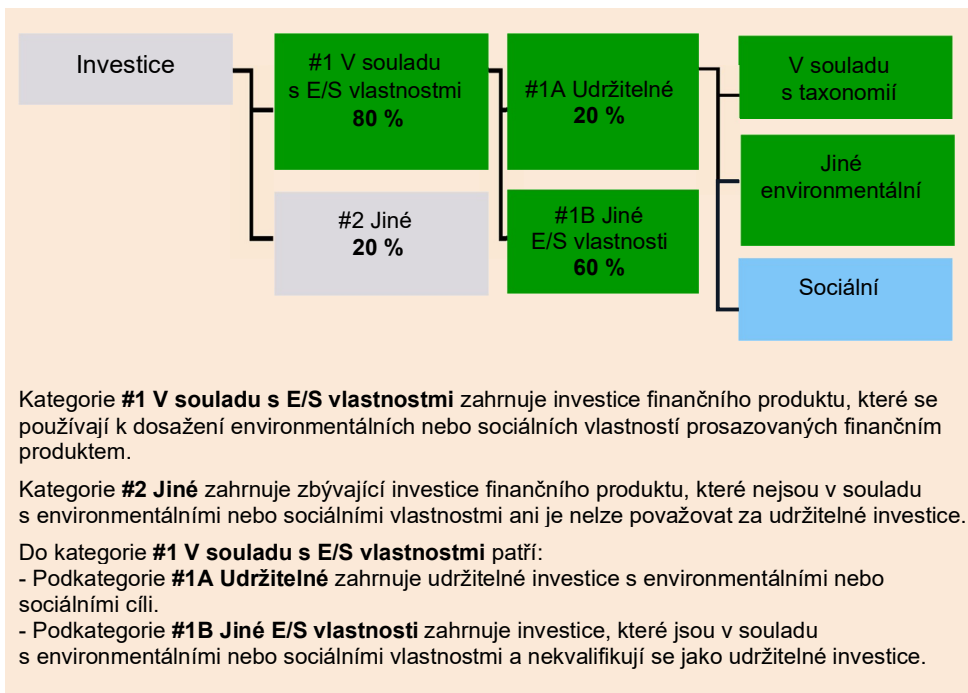 Investice
#1 V souladu
s E/S vlastnostmi
80 %
#2 Jiné
20 %
#1A Udržitelné
20 %
#1B Jiné
E/S vlastnosti
60 %
V souladu
s taxonomií
Jiné
environmentální
Sociální
Kategorie #1 V souladu s E/S vlastnostmi zahrnuje investice finančního produktu, které se
používají k dosažení environmentálních nebo sociálních vlastností prosazovaných finančním
produktem.
Kategorie #2 Jiné zahrnuje zbývající investice finančního produktu, které nejsou v souladu
s environmentálními nebo sociálními vlastnostmi ani je nelze považovat za udržitelné investice.
Do kategorie #1 V souladu s E/S vlastnostmi patří:
- Podkategorie #1A Udržitelné zahrnuje udržitelné investice s environmentálními nebo
sociálními cíli.
- Podkategorie #1B Jiné E/S vlastnosti zahrnuje investice, které jsou v souladu
s environmentálními nebo sociálními vlastnostmi a nekvalifikují se jako udržitelné investice.